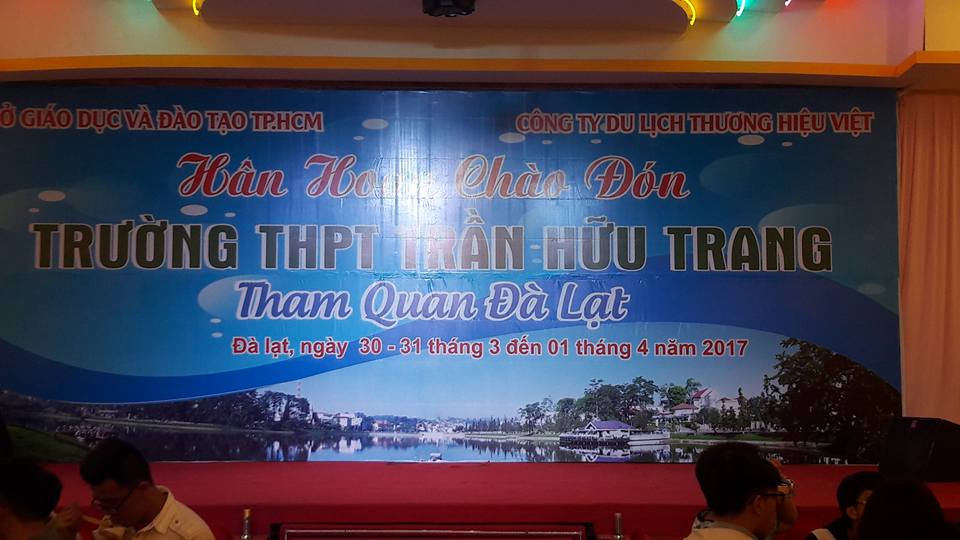 Ở GIÁO DỤC VÀ ĐÀO TẠO TP.HCM
CÔNG TY DU LỊCH THƯƠNG HIỆU VIỆT
Hân Hoan Chào Đón
TRƯỜNG THPT TRẦN HỮU TRANG
Tham Quan Đà Lạt
Đà lạt, ngày 30 - 31 tháng 3 đến 01 tháng 4 năm 2017